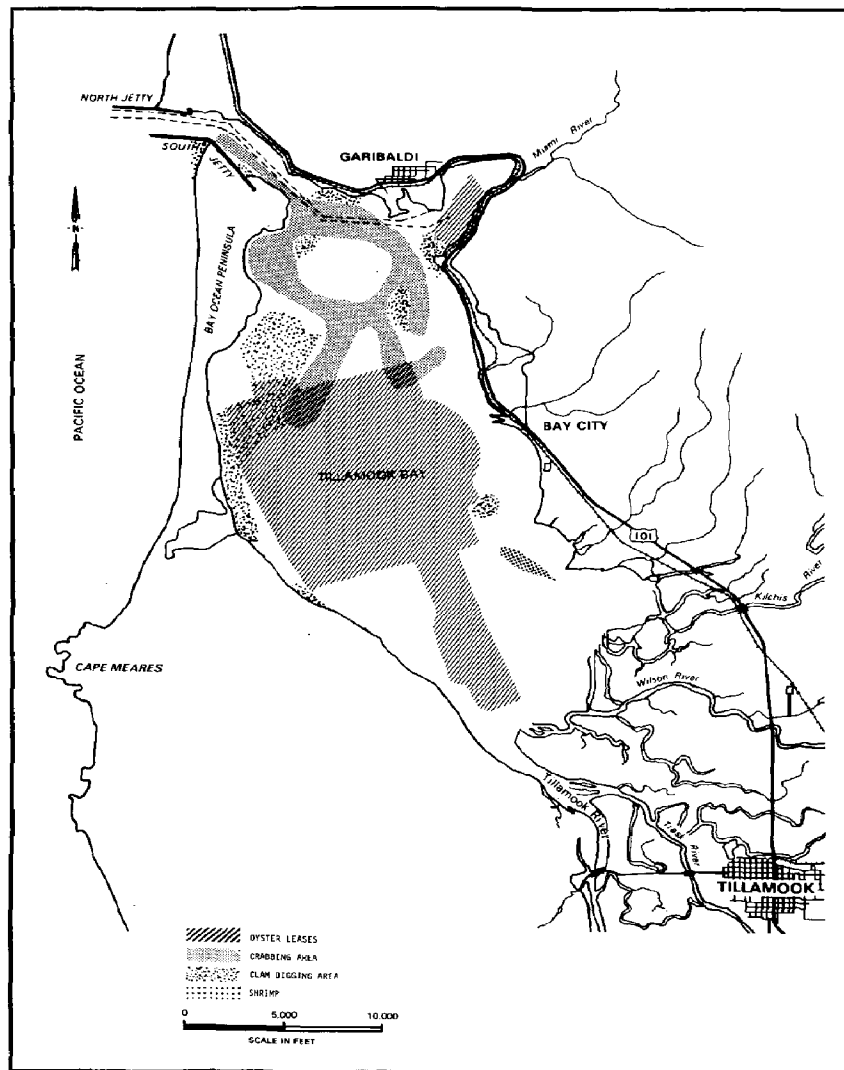 NORTH JETTY
SOUTH JETTY
GARIBALDI
Miami River
N
BAY OCEAN PENINSULA
PACIFIC OCEAN
BAY CITY
TILLAMOOK BAY
101
Kilchis River
CAPE MEARES
Wilson River
Tillamook River
Trask River
TILLAMOOK
OYSTER LEASES
CRABBING AREA
CLAM DIGGING AREA
SHRIMP
0 5,000 10,000
SCALE IN FEET